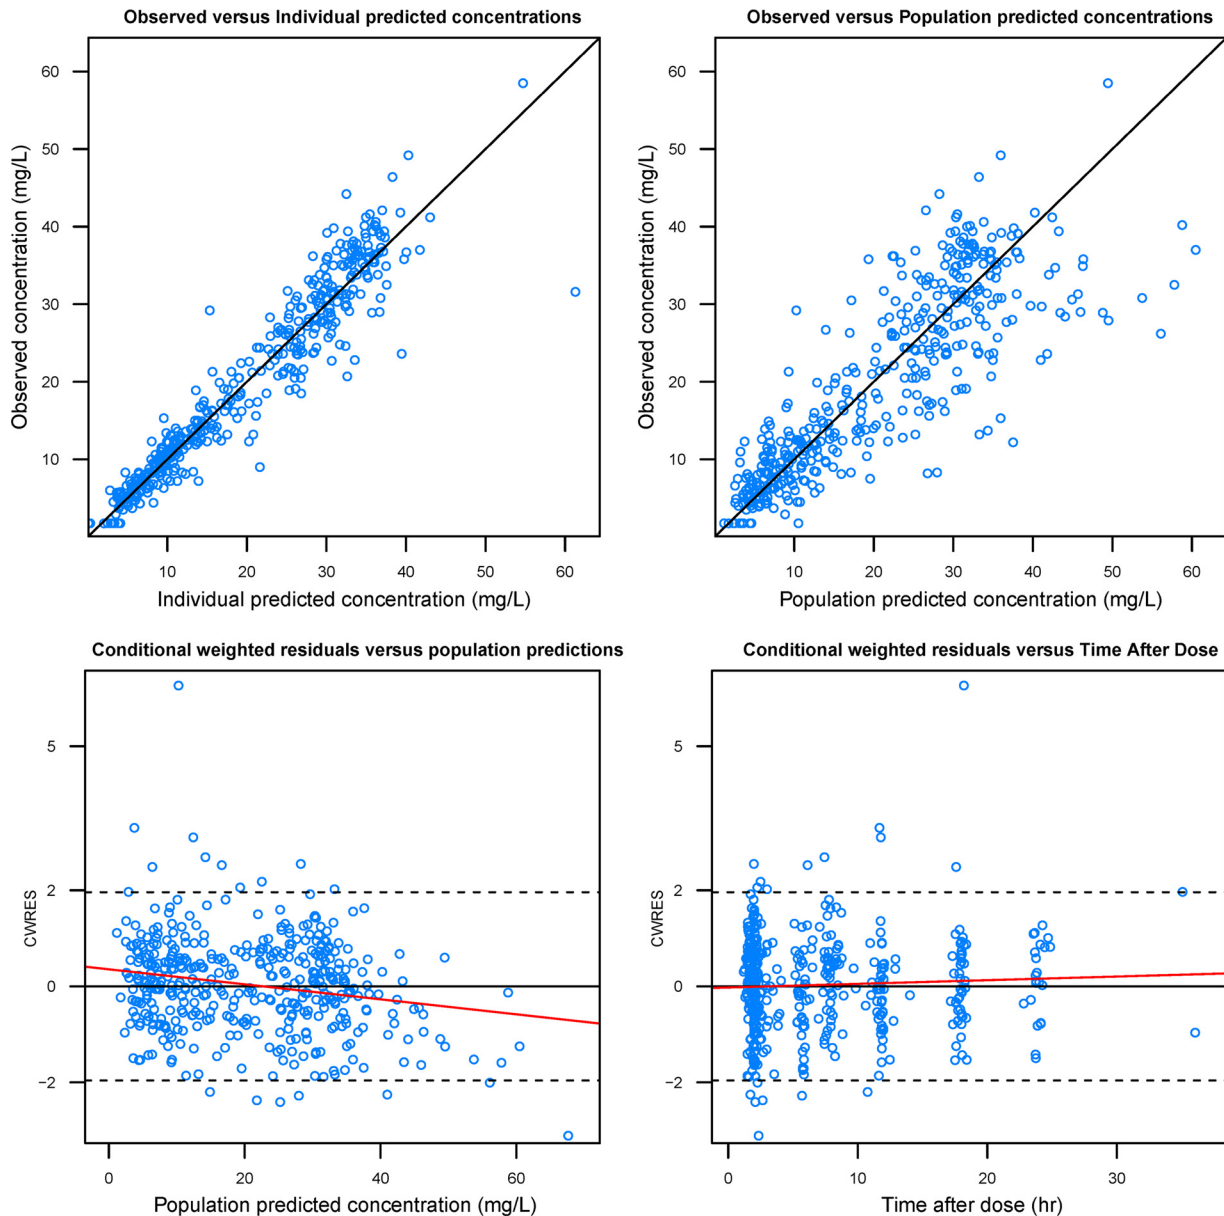 Observed versus Individual predicted concentrations
Observed concentration (mg/L)
60
50
40
30
20
10
10 20 30 40 50 60
Individual predicted concentration (mg/L)
Observed versus Population predicted concentrations
Observed concentration (mg/L)
60
50
40
30
20
10
10 20 30 40 50 60
Population predicted concentration (mg/L)
Conditional weighted residuals versus population predictions
CWRES
5
2
0
−2
0 20 40 60
Population predicted concentration (mg/L)
Conditional weighted residuals versus Time After Dose
CWRES
5
2
0
−2
0 10 20 30
Time after dose (hr)